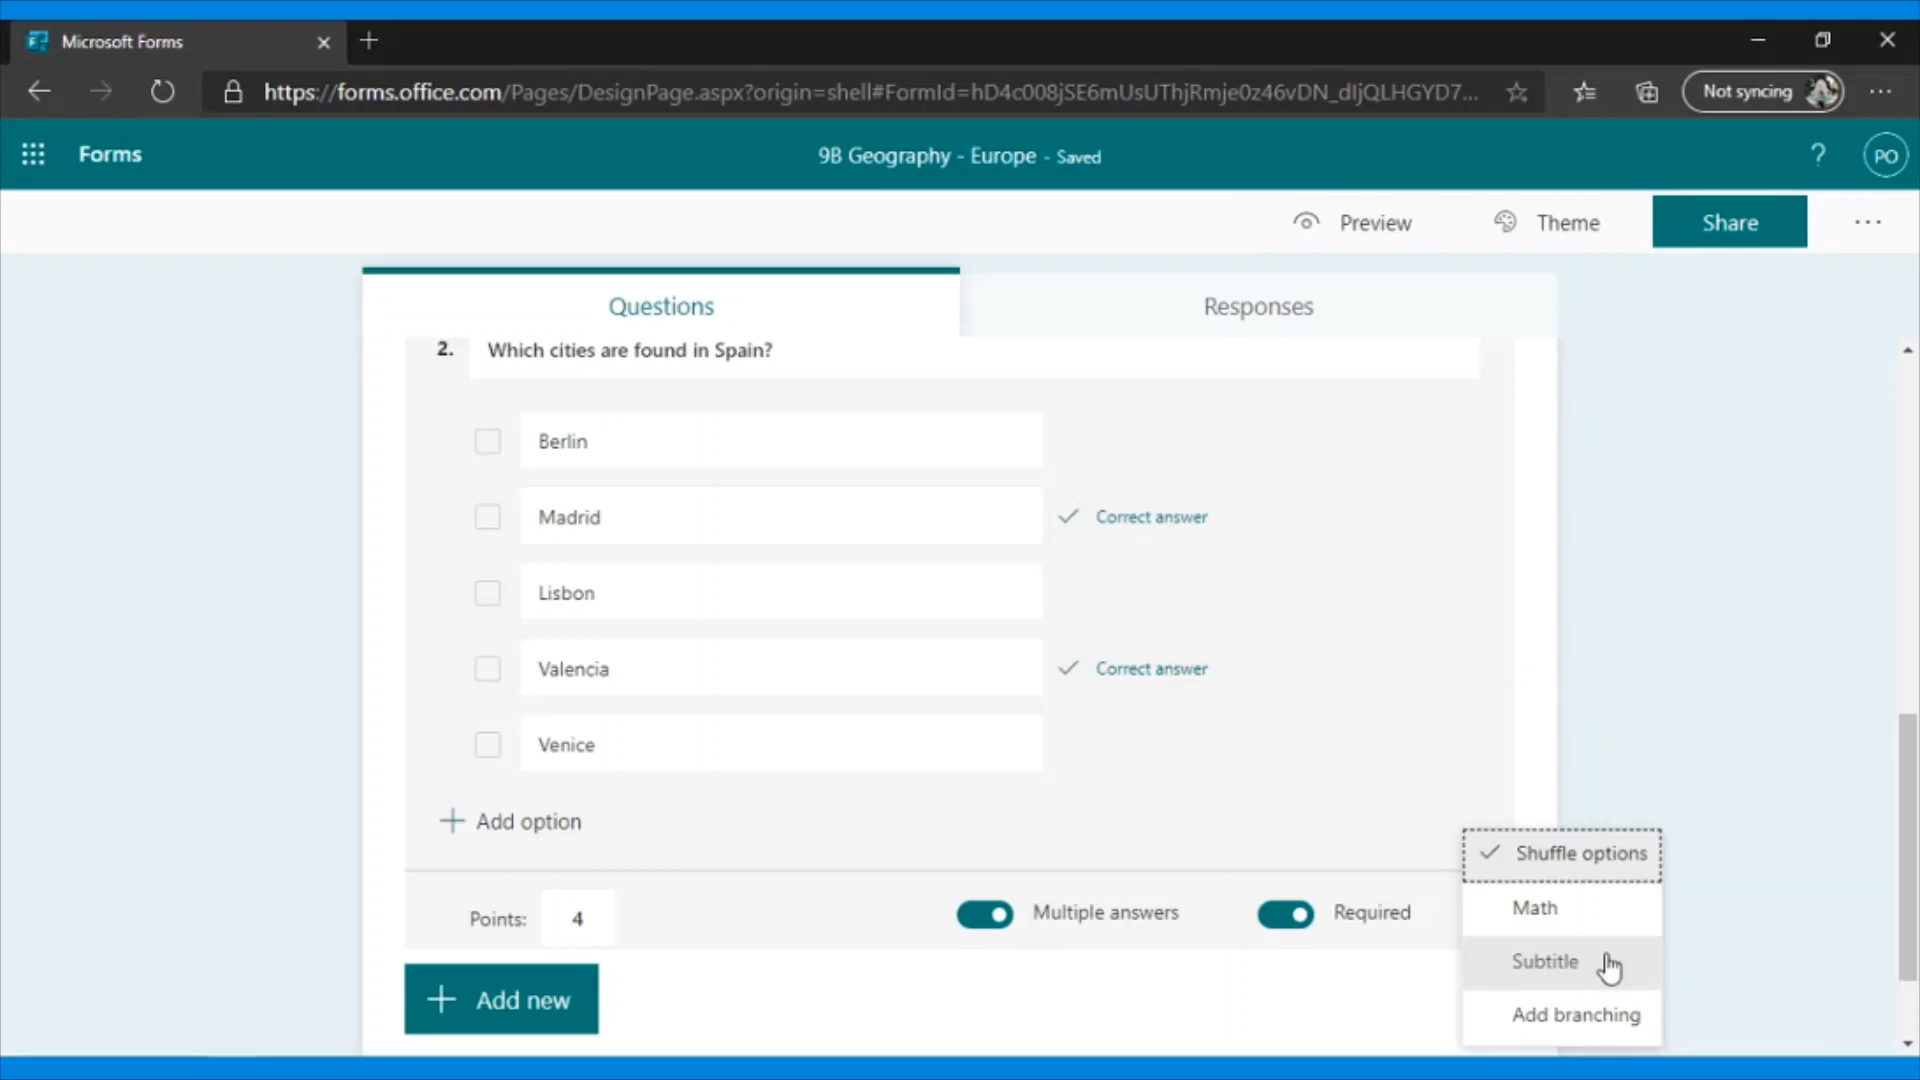 Microsoft Forms
https://forms.office.com/Pages/DesignPage.aspx?origin=shell#FormId=hD4c008jSE6mUsUThjRmje0z46vDN_dIjQLHGYD7...
Not syncing
Forms
9B Geography - Europe - Saved
?
PO
Preview
Theme
Share
Questions
Responses
2. Which cities are found in Spain?
Berlin
Madrid
Correct answer
Lisbon
Valencia
Correct answer
Venice
Add option
Shuffle options
Math
Subtitle
Add branching
Points: 4
Multiple answers
Required
Add new